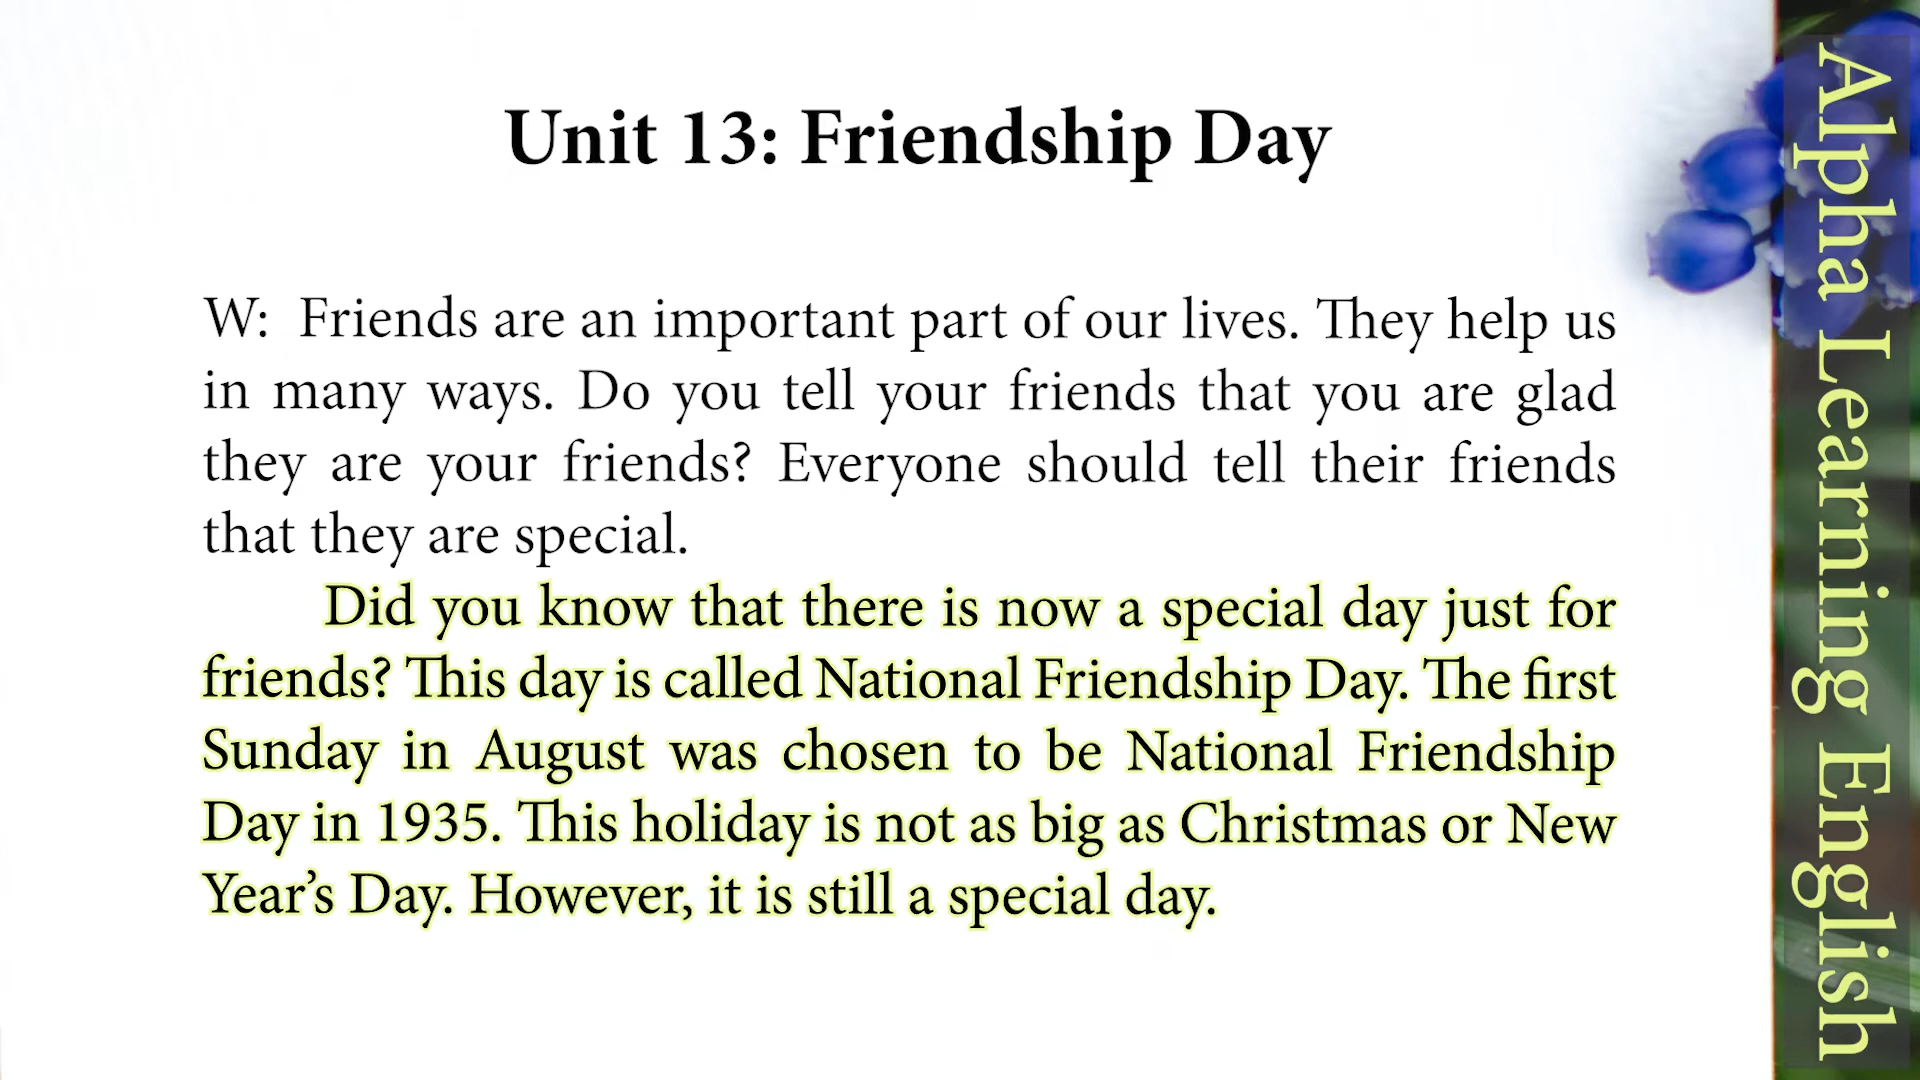 Unit 13: Friendship Day
W: Friends are an important part of our lives. They help us
in many ways. Do you tell your friends that you are glad
they are your friends? Everyone should tell their friends
that they are special.
Did you know that there is now a special day just for
friends? This day is called National Friendship Day. The first
Sunday in August was chosen to be National Friendship
Day in 1935. This holiday is not as big as Christmas or New
Year’s Day. However, it is still a special day.
Alpha Learning English